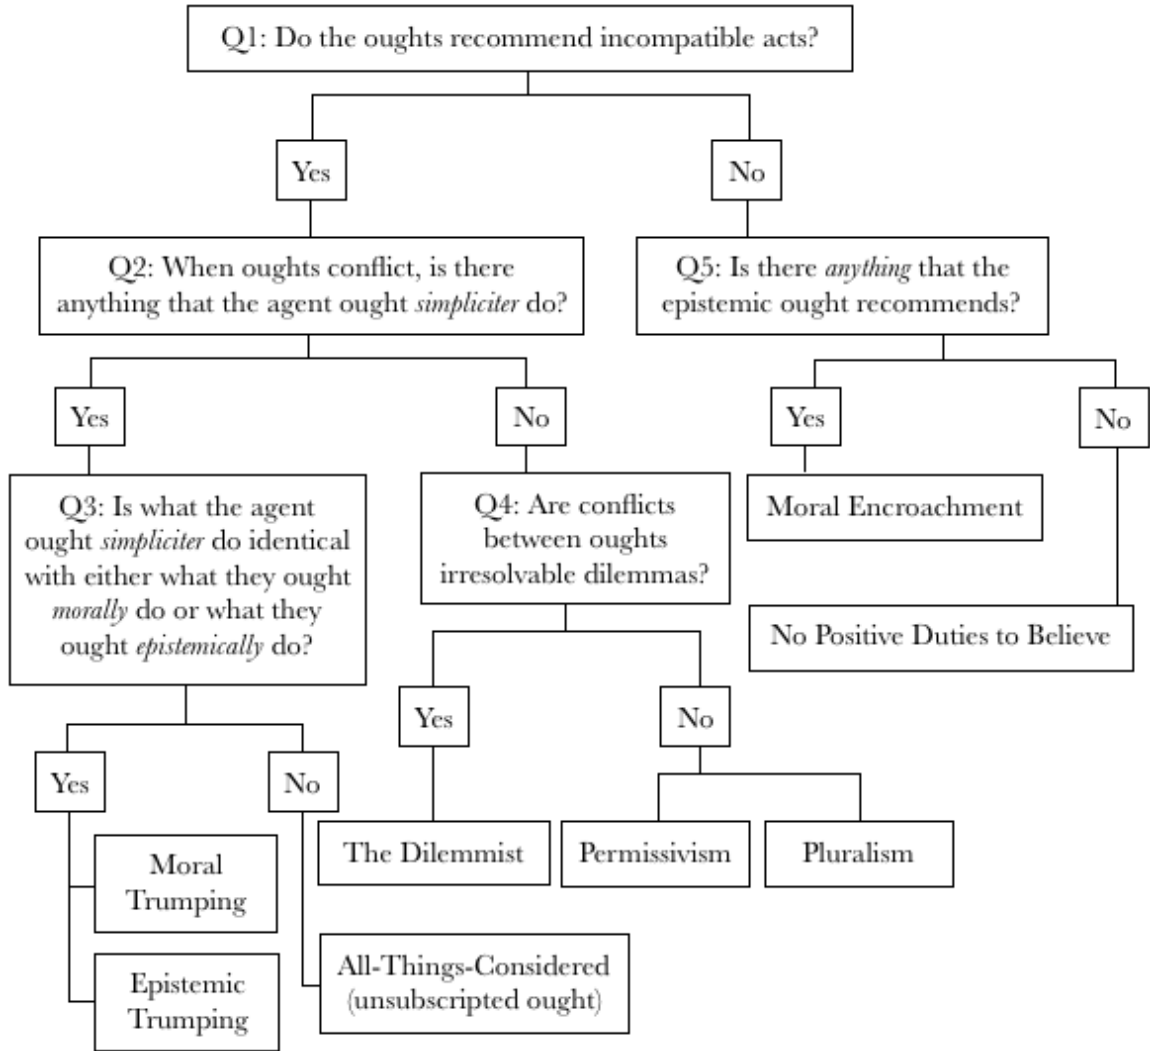 Q1: Do the oughts recommend incompatible acts?
Yes
No
Q2: When oughts conflict, is there
anything that the agent ought simpliciter do?
Q5: Is there anything that the
epistemic ought recommends?
Yes
No
Yes
No
Q3: Is what the agent
ought simpliciter do identical
with either what they ought
morally do or what they
ought epistemically do?
Q4: Are conflicts
between oughts
irresolvable dilemmas?
Moral Encroachment
No Positive Duties to Believe
Yes
No
Yes
No
The Dilemmist
Permissivism
Pluralism
Moral
Trumping
Epistemic
Trumping
All-Things-Considered
(unsubscripted ought)